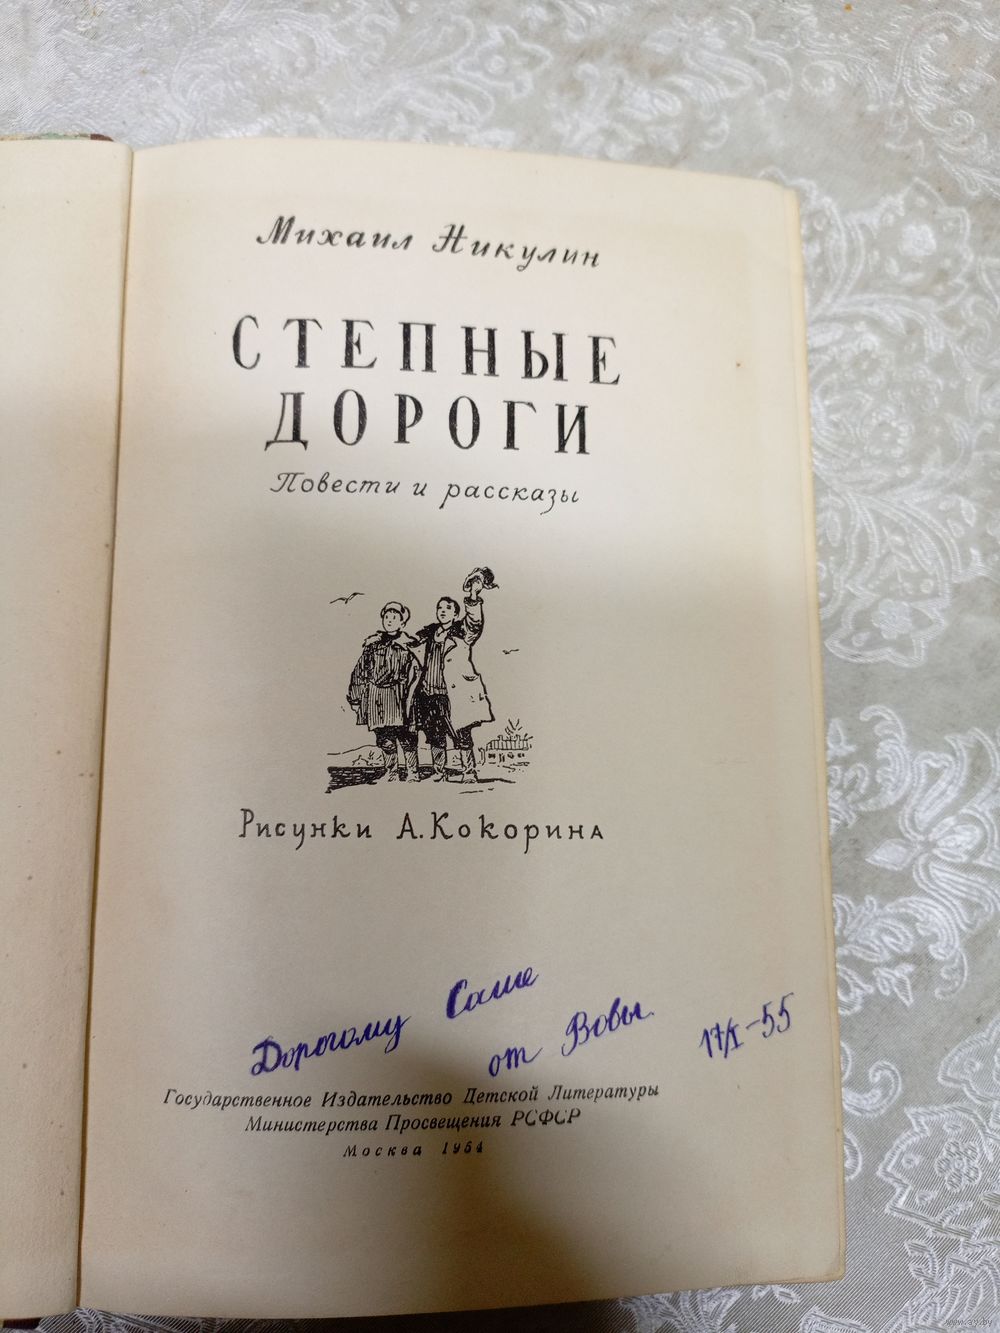 Михаил Никулин
СТЕПНЫЕ
ДОРОГИ
Повести и рассказы
Рисунки А. Кокорина
Дорогому Саше
от Вовы. 17/I-55
Государственное Издательство Детской Литературы
Министерства Просвещения РСФСР
Москва 1954